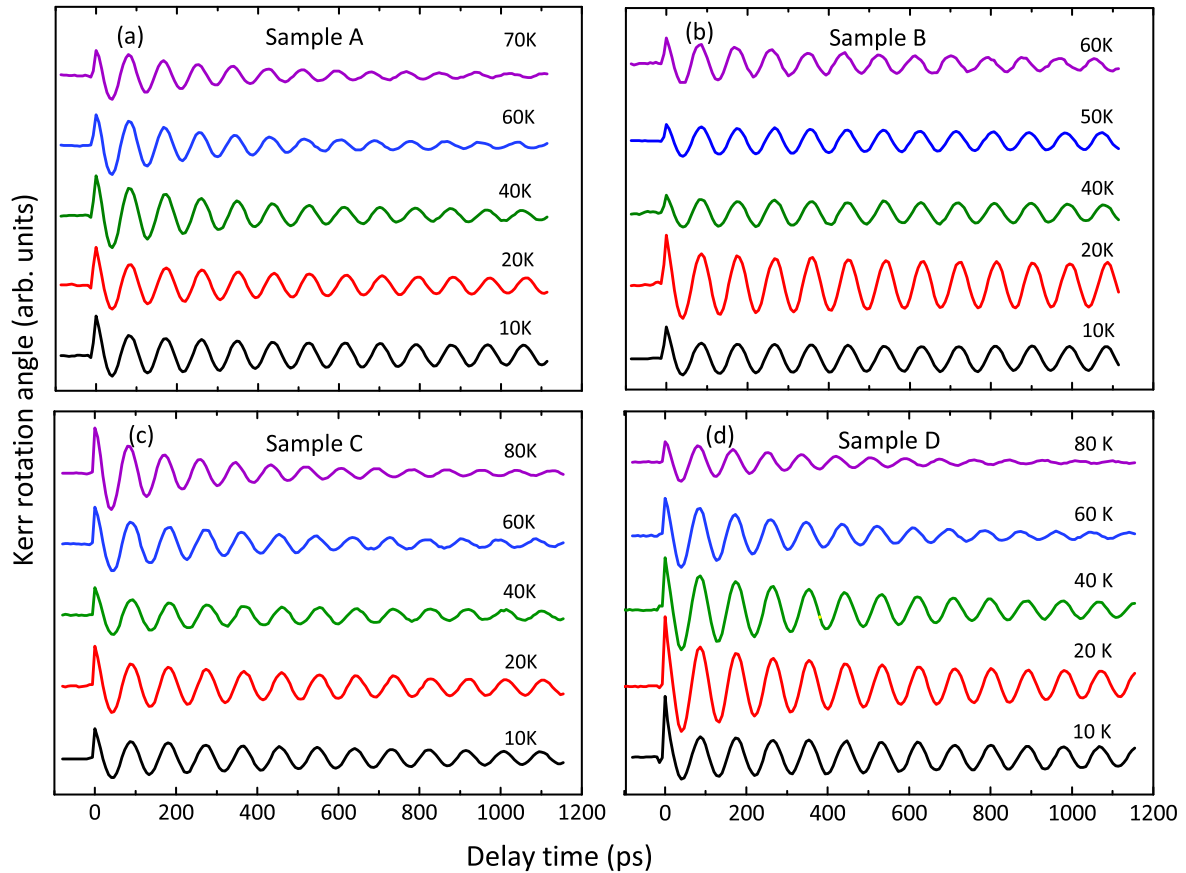 Kerr rotation angle (arb. units)
(a)
Sample A
70K
60K
40K
20K
10K
(b)
Sample B
60K
50K
40K
20K
10K
(c)
Sample C
80K
60K
40K
20K
10K
0 200 400 600 800 1000
(d)
Sample D
80 K
60 K
40 K
20 K
10 K
0 200 400 600 800 1000 1200
Delay time (ps)